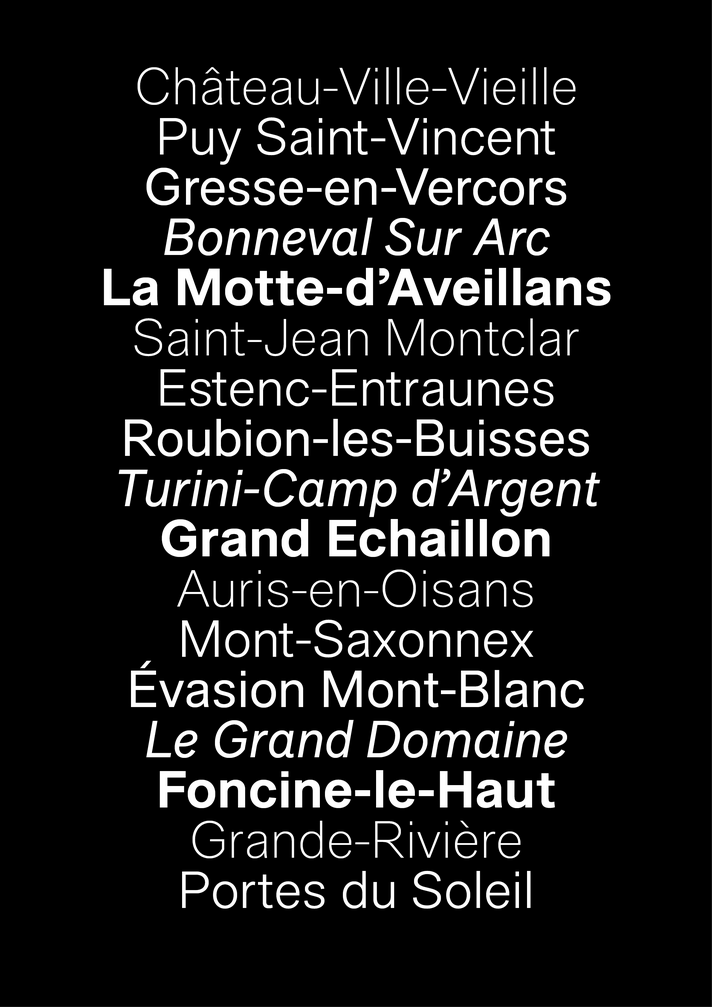 Château-Ville-Vieille
Puy Saint-Vincent
Gresse-en-Vercors
Bonneval Sur Arc
La Motte-d’Aveillans
Saint-Jean Montclar
Estenc-Entraunes
Roubion-les-Buisses
Turini-Camp d’Argent
Grand Echaillon
Auris-en-Oisans
Mont-Saxonnex
Évasion Mont-Blanc
Le Grand Domaine
Foncine-le-Haut
Grande-Rivière
Portes du Soleil